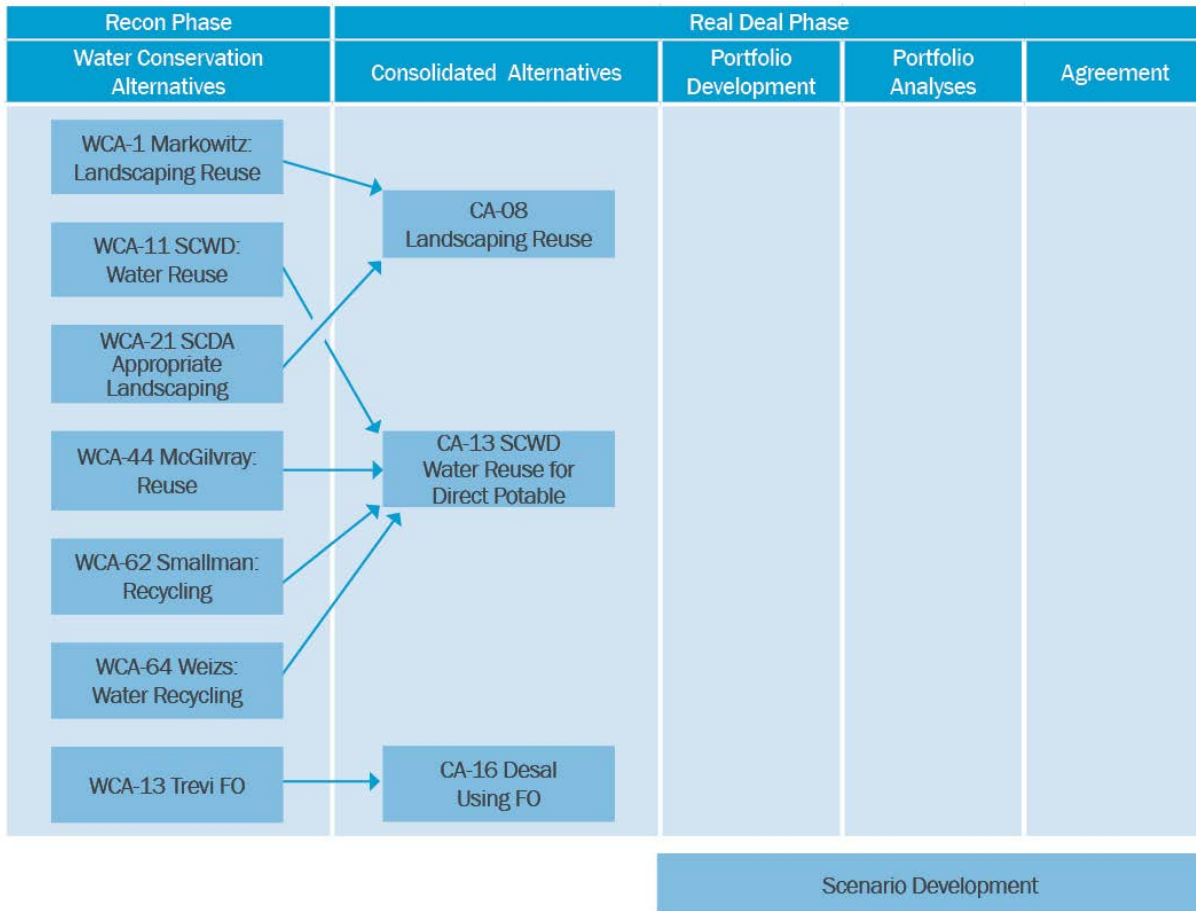 Recon Phase
Real Deal Phase
Water Conservation
Alternatives
Consolidated Alternatives
Portfolio
Development
Portfolio
Analyses
Agreement
WCA-1 Markowitz:
Landscaping Reuse
WCA-11 SCWD:
Water Reuse
WCA-21 SCDA
Appropriate
Landscaping
WCA-44 McGilvray:
Reuse
WCA-62 Smallman:
Recycling
WCA-64 Weizs:
Water Recycling
WCA-13 Trevi FO
CA-08
Landscaping Reuse
CA-13 SCWD
Water Reuse for
Direct Potable
CA-16 Desal
Using FO
Scenario Development